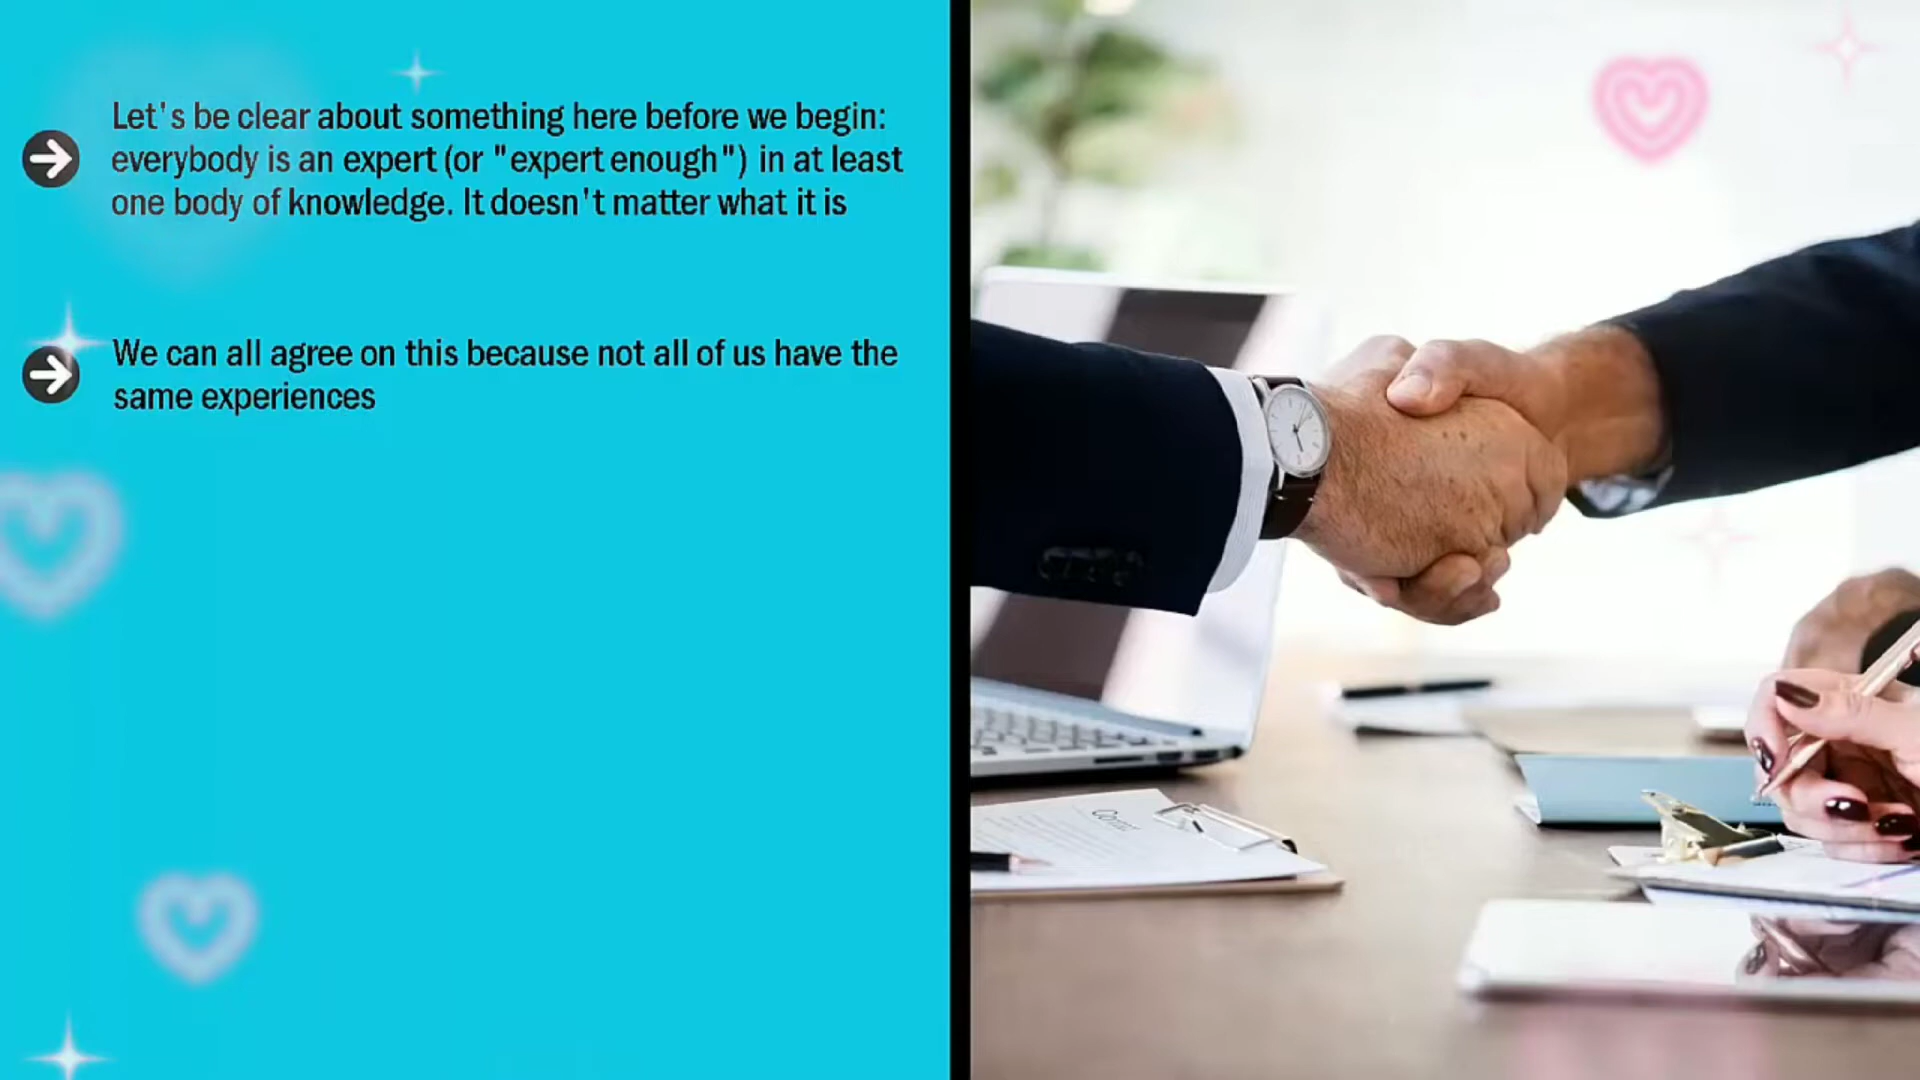 Let's be clear about something here before we begin:
everybody is an expert (or "expert enough") in at least
one body of knowledge. It doesn't matter what it is
We can all agree on this because not all of us have the
same experiences